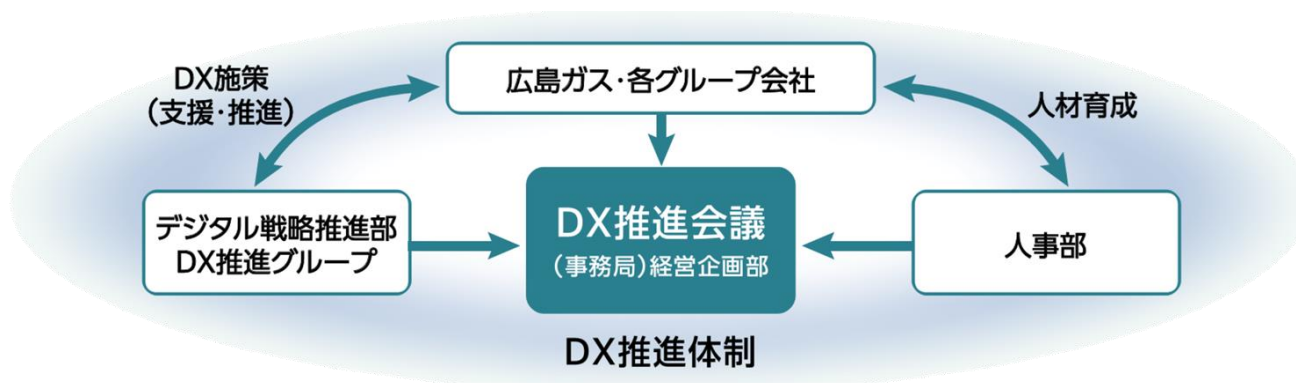 DX施策
(支援・推進)
広島ガス・各グループ会社
人材育成
デジタル戦略推進部
DX推進グループ
DX推進会議
(事務局)経営企画部
人事部
DX推進体制